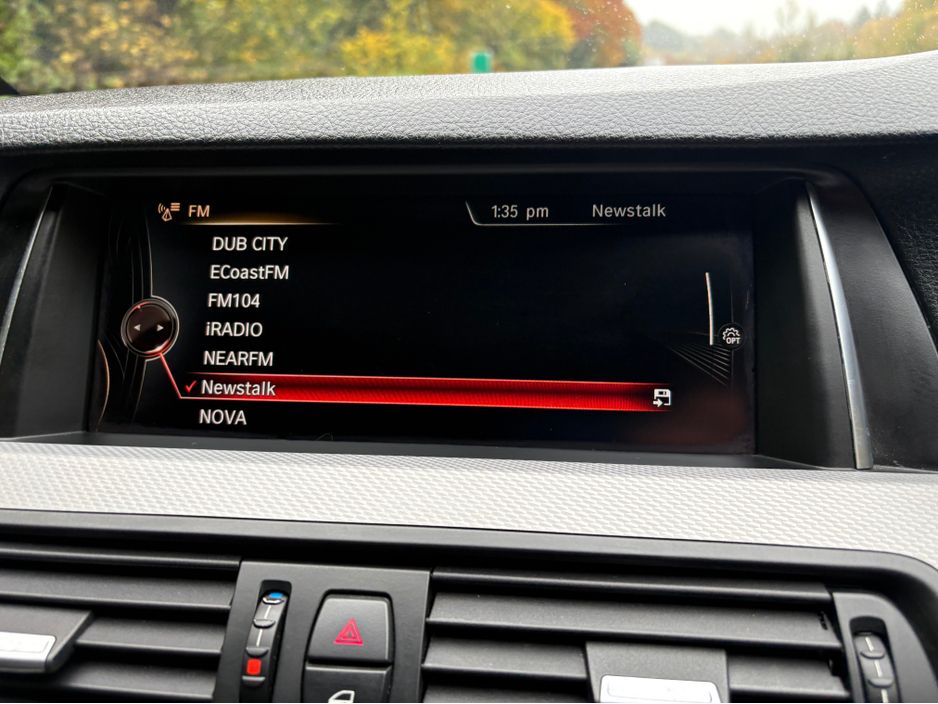 FM
1:35 pm Newstalk
DUB CITY
ECoastFM
FM104
iRADIO
NEARFM
Newstalk
NOVA
OPT